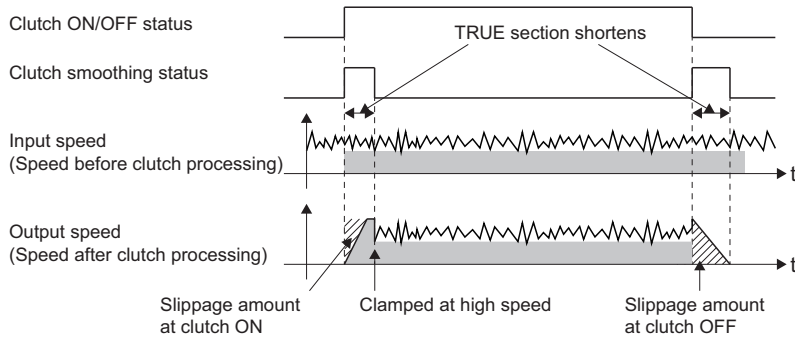 Clutch ON/OFF status
TRUE section shortens
Clutch smoothing status
Input speed
(Speed before clutch processing)
t
Output speed
(Speed after clutch processing)
t
Slippage amount
at clutch ON
Clamped at high speed
Slippage amount
at clutch OFF